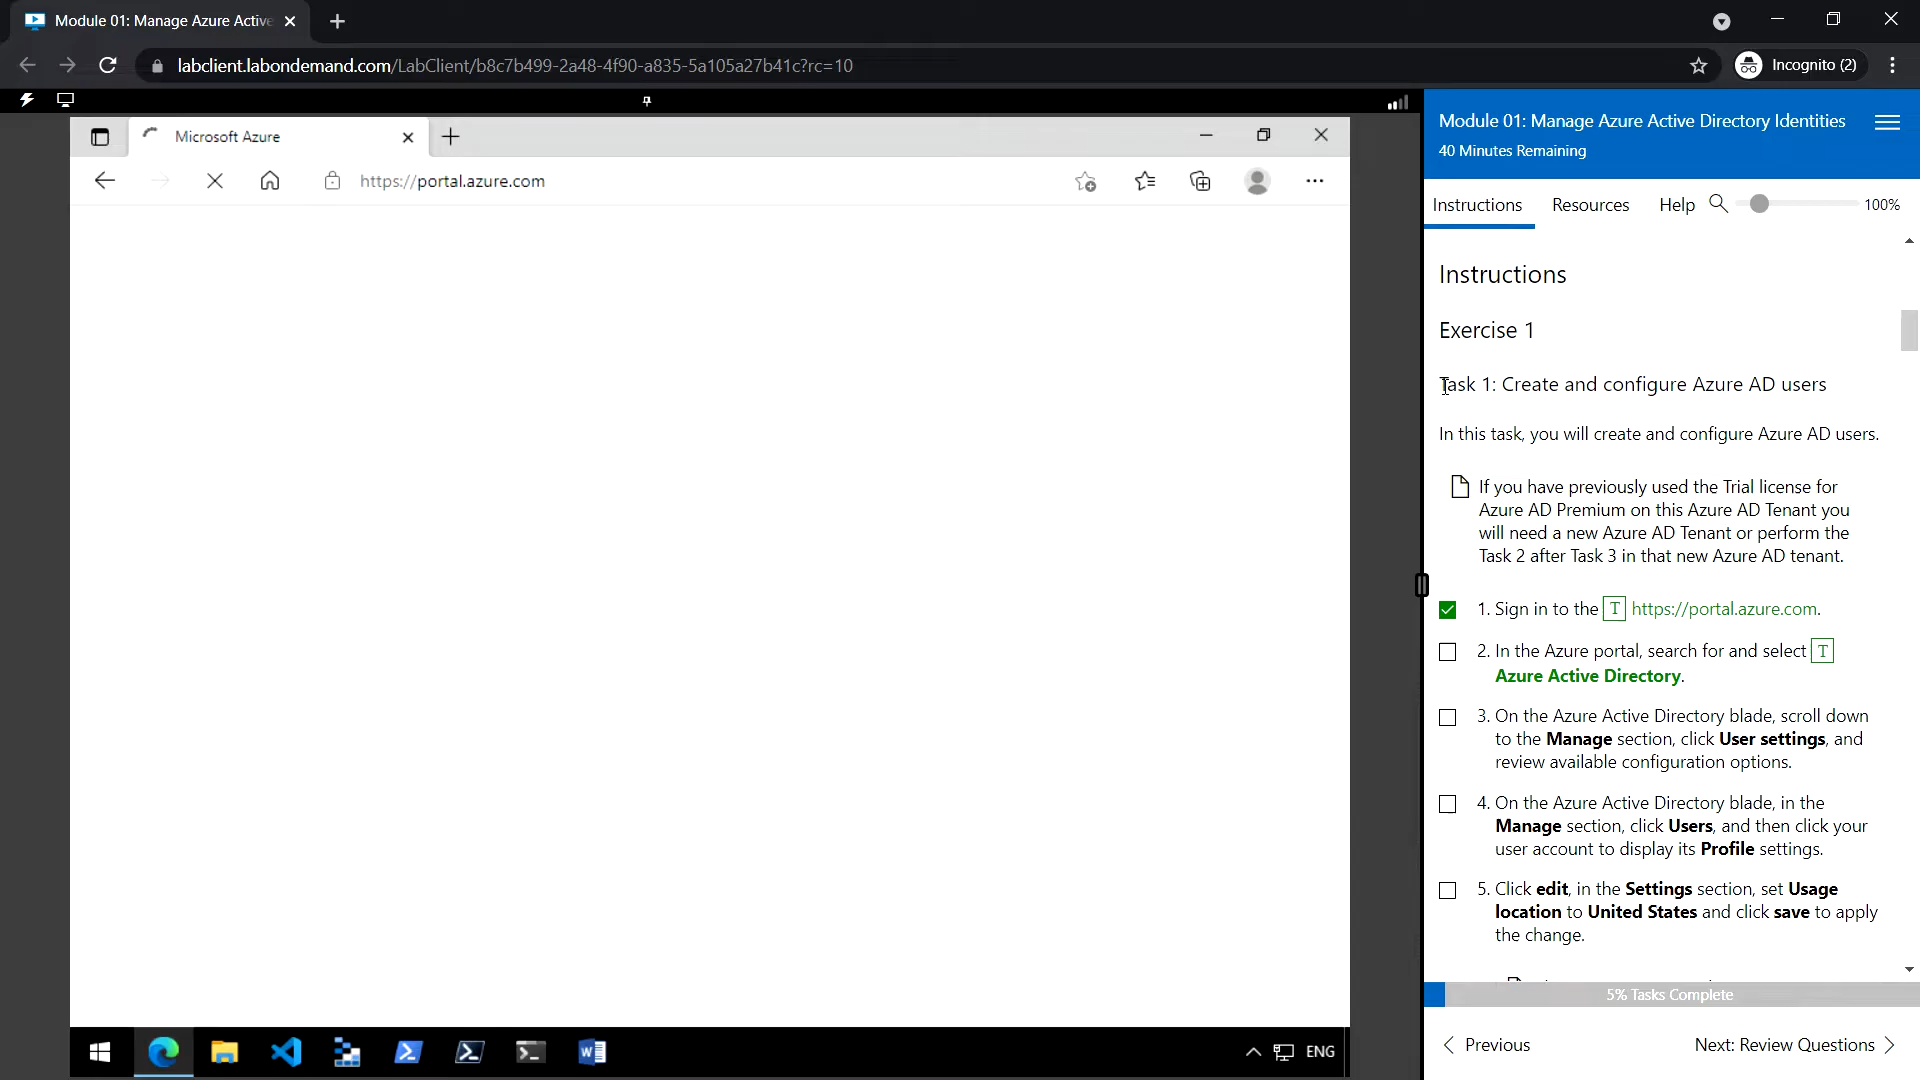 Module 01: Manage Azure Active
Incognito (2)
labclient.labondemand.com/LabClient/b8c7b499-2a48-4f90-a835-5a105a27b41c?rc=10
Microsoft Azure
https://portal.azure.com
ENG
Module 01: Manage Azure Active Directory Identities
40 Minutes Remaining
Instructions Resources Help 100%
Instructions
Exercise 1
Task 1: Create and configure Azure AD users
In this task, you will create and configure Azure AD users.
If you have previously used the Trial license for
Azure AD Premium on this Azure AD Tenant you
will need a new Azure AD Tenant or perform the
Task 2 after Task 3 in that new Azure AD tenant.
1. Sign in to the T https://portal.azure.com.
2. In the Azure portal, search for and select T
Azure Active Directory.
3. On the Azure Active Directory blade, scroll down
to the Manage section, click User settings, and
review available configuration options.
4. On the Azure Active Directory blade, in the
Manage section, click Users, and then click your
user account to display its Profile settings.
5. Click edit, in the Settings section, set Usage
location to United States and click save to apply
the change.
5% Tasks Complete
Previous
Next: Review Questions